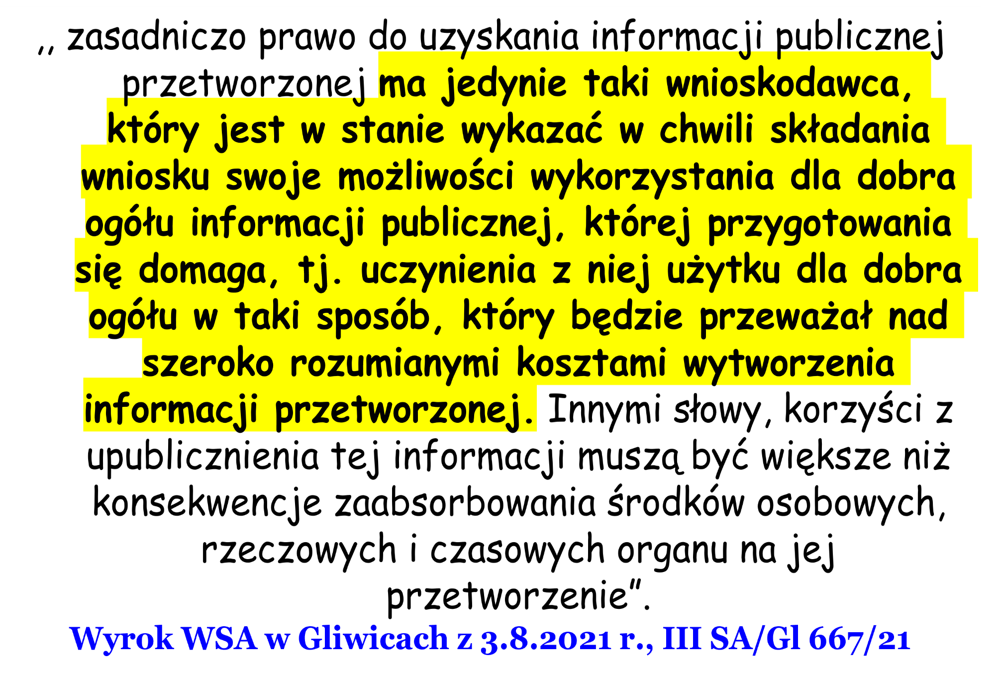 ,, zasadniczo prawo do uzyskania informacji publicznej
przetworzonej ma jedynie taki wnioskodawca,
który jest w stanie wykazać w chwili składania
wniosku swoje możliwości wykorzystania dla dobra
ogółu informacji publicznej, której przygotowania
się domaga, tj. uczynienia z niej użytku dla dobra
ogółu w taki sposób, który będzie przeważał nad
szeroko rozumianymi kosztami wytworzenia
informacji przetworzonej. Innymi słowy, korzyści z
upublicznienia tej informacji muszą być większe niż
konsekwencje zaabsorbowania środków osobowych,
rzeczowych i czasowych organu na jej
przetworzenie”.
Wyrok WSA w Gliwicach z 3.8.2021 r., III SA/Gl 667/21